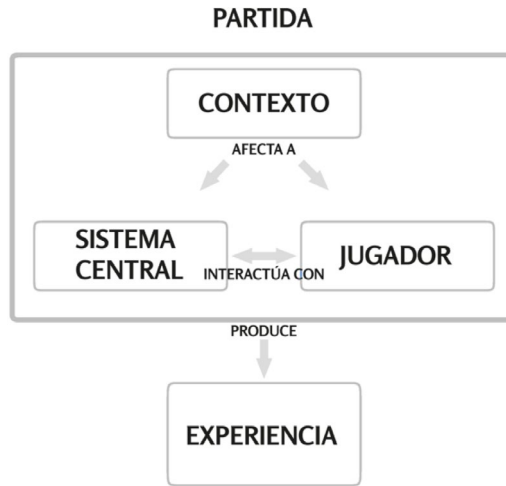 PARTIDA
CONTEXTO
AFECTA A
SISTEMA
CENTRAL
INTERACTÚA CON
JUGADOR
PRODUCE
EXPERIENCIA